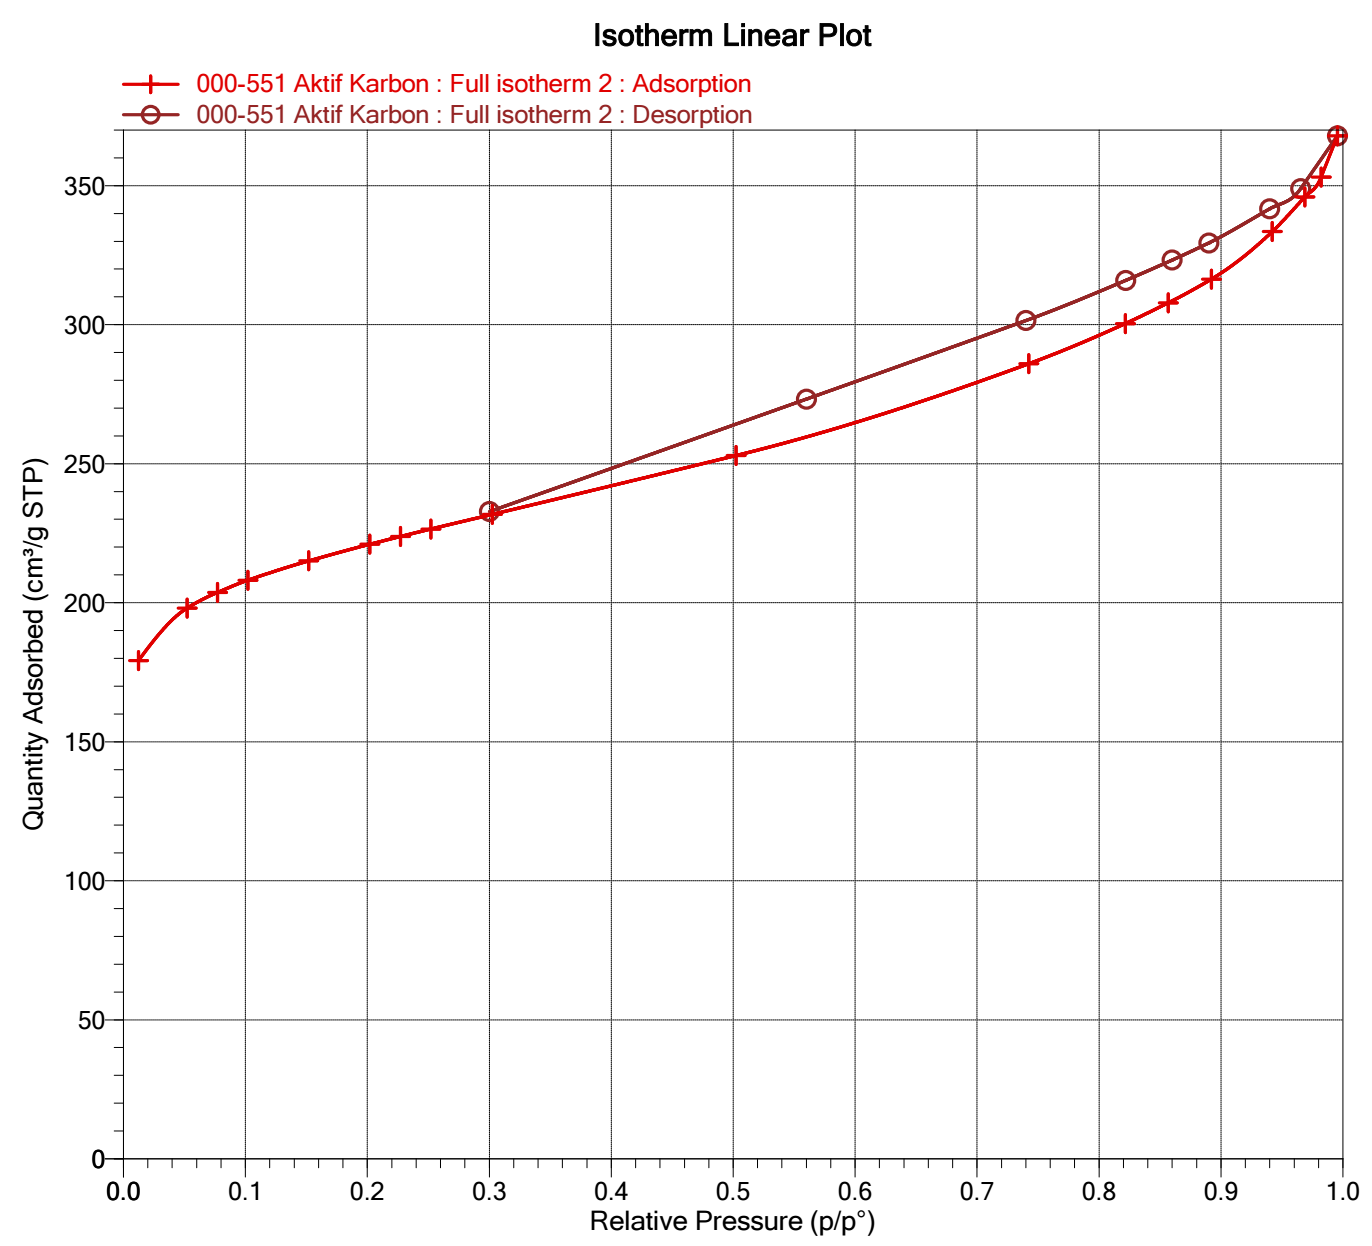 Isotherm Linear Plot
000-551 Aktif Karbon : Full isotherm 2 : Adsorption
000-551 Aktif Karbon : Full isotherm 2 : Desorption
Quantity Adsorbed (cm³/g STP)
350
300
250
200
150
100
50
0
0.0 0.1 0.2 0.3 0.4 0.5 0.6 0.7 0.8 0.9 1.0
Relative Pressure (p/p°)